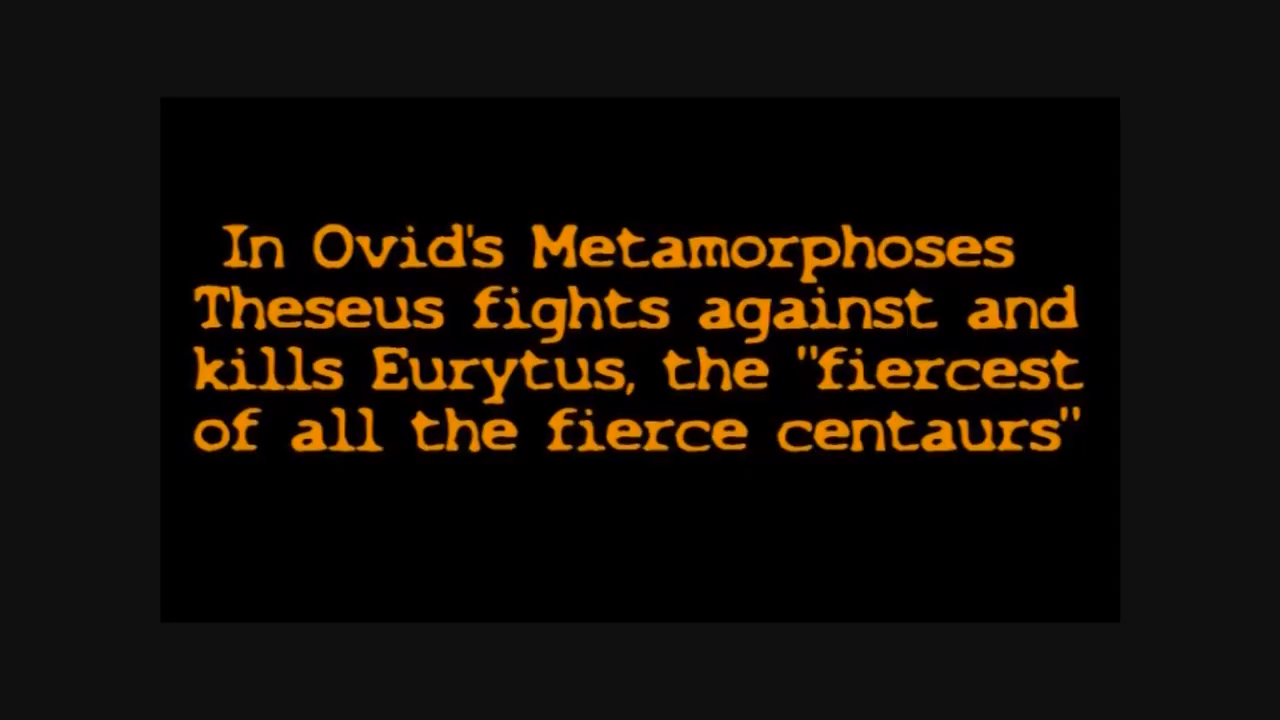 In Ovid's Metamorphoses
Theseus fights against and
kills Eurytus, the "fiercest
of all the fierce centaurs"